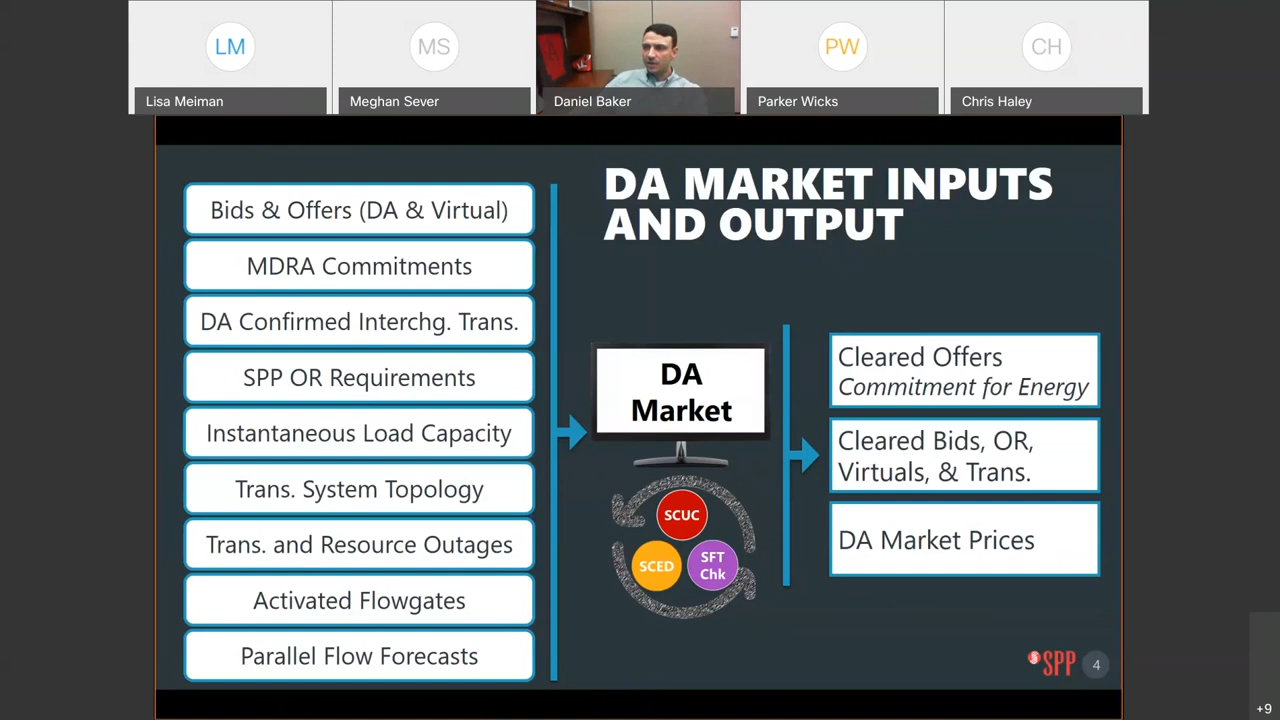 LM
MS
PW
CH
Lisa Meiman
Meghan Sever
Daniel Baker
Parker Wicks
Chris Haley
DA MARKET INPUTS
AND OUTPUT
Bids & Offers (DA & Virtual)
MDRA Commitments
DA Confirmed Interchg. Trans.
SPP OR Requirements
Instantaneous Load Capacity
Trans. System Topology
Trans. and Resource Outages
Activated Flowgates
Parallel Flow Forecasts
DA
Market
SCUC
SCED
SFT
Chk
Cleared Offers
Commitment for Energy
Cleared Bids, OR,
Virtuals, & Trans.
DA Market Prices
SPP
4
+9